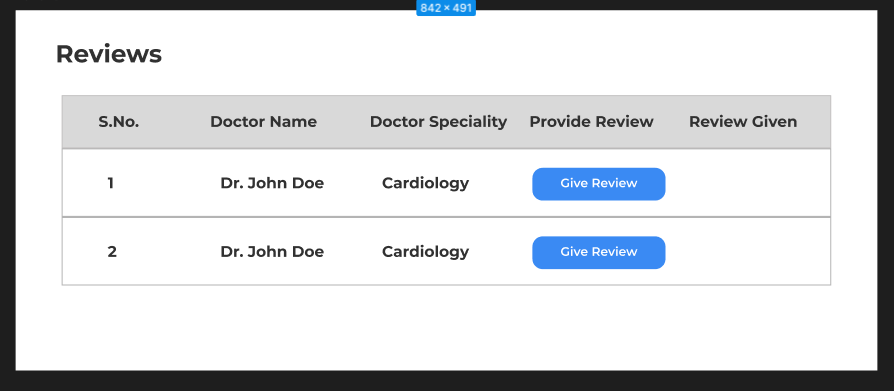 842 × 491
Reviews
S.No. Doctor Name Doctor Speciality Provide Review Review Given
1 Dr. John Doe Cardiology Give Review
2 Dr. John Doe Cardiology Give Review